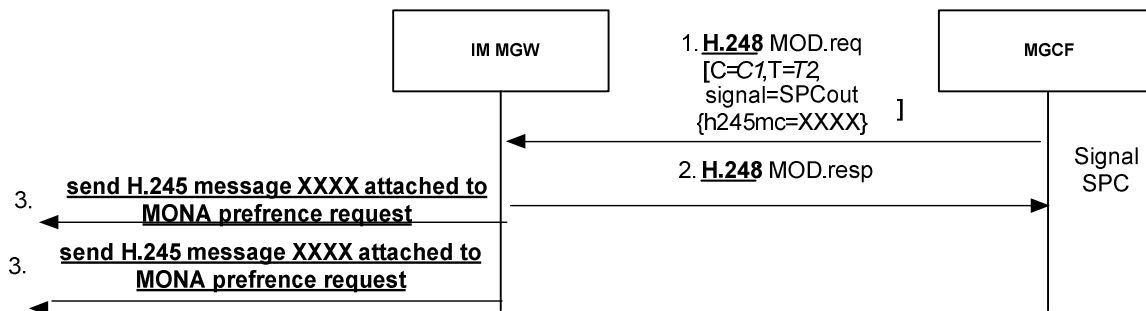 IM MGW
MGCF
1. H.248 MOD.req
[C=C1,T=T2,
signal=SPCout
{h245mc=XXXX}
]
2. H.248 MOD.resp
Signal
SPC
3. send H.245 message XXXX attached to
MONA prefrence request
3. send H.245 message XXXX attached to
MONA prefrence request